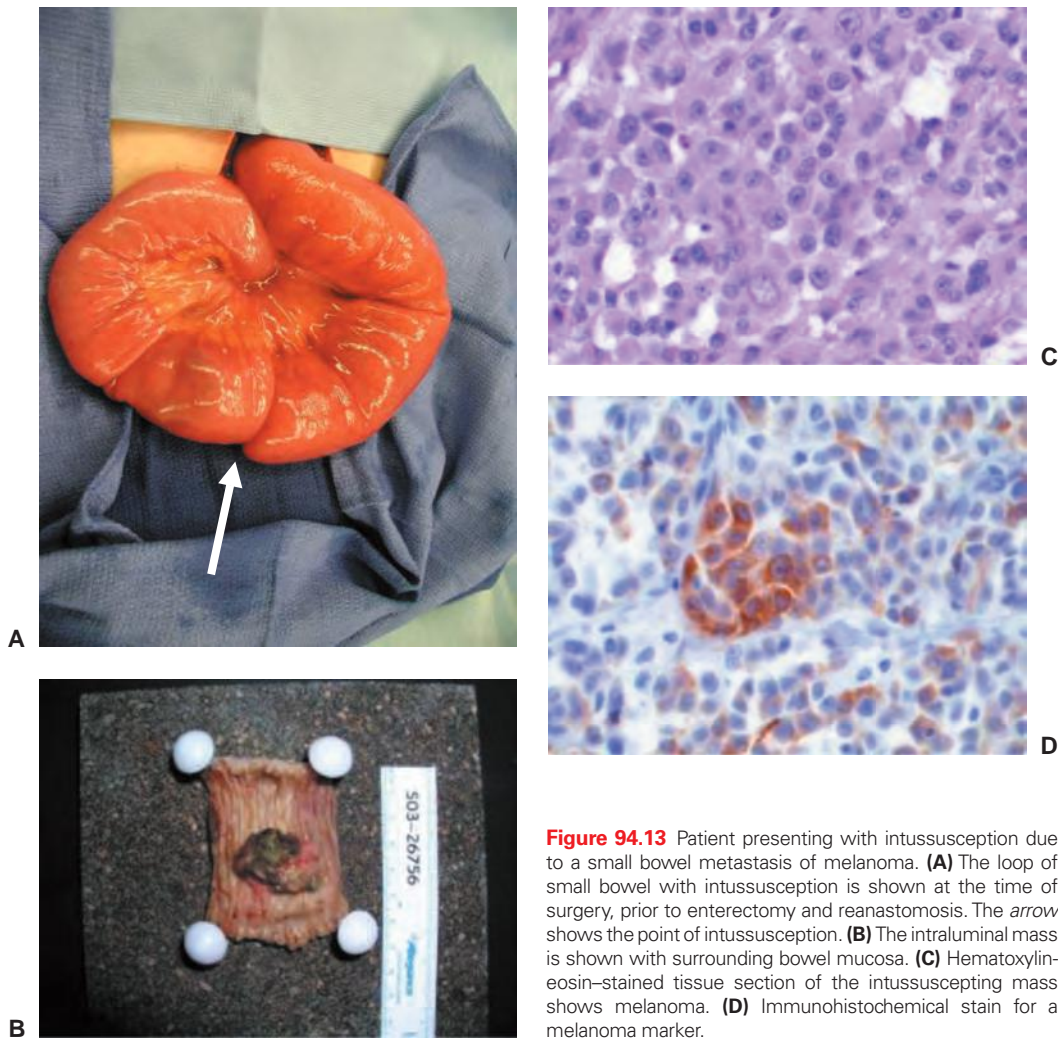 C
A
D
S03-26756
B
Figure 94.13 Patient presenting with intussusception due
to a small bowel metastasis of melanoma. (A) The loop of
small bowel with intussusception is shown at the time of
surgery, prior to enterectomy and reanastomosis. The arrow
shows the point of intussusception. (B) The intraluminal mass
is shown with surrounding bowel mucosa. (C) Hematoxylin-
eosin–stained tissue section of the intussuscepting mass
shows melanoma. (D) Immunohistochemical stain for a
melanoma marker.